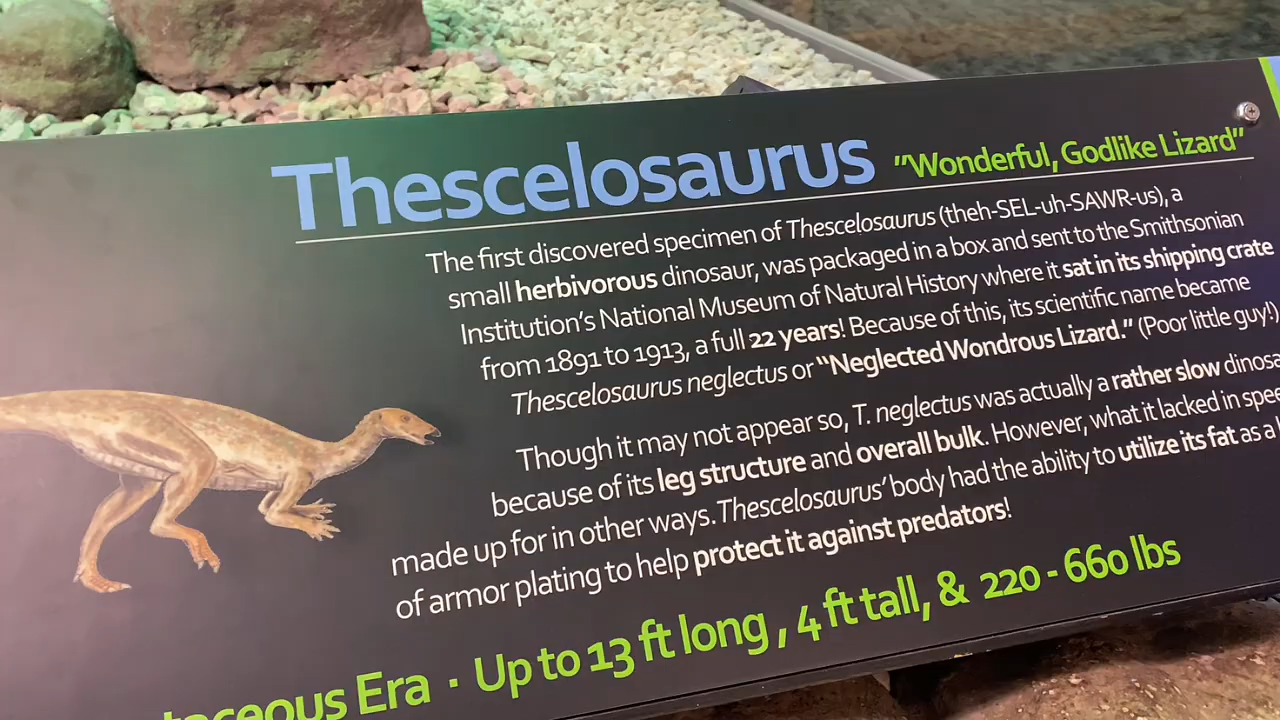 Thescelosaurus "Wonderful, Godlike Lizard"
The first discovered specimen of Thescelosaurus (theh-SEL-uh-SAWR-us), a
small herbivorous dinosaur, was packaged in a box and sent to the Smithsonian
Institution's National Museum of Natural History where it sat in its shipping crate
from 1891 to 1913, a full 22 years! Because of this, its scientific name became
Thescelosaurus neglectus or "Neglected Wondrous Lizard." (Poor little guy!)
Though it may not appear so, T. neglectus was actually a rather slow
because of its leg structure and overall bulk. However, what it lacked in
made up for in other ways. Thescelosaurus' body had the ability to utilize its fat as a
of armor plating to help protect it against predators!
Era · Up to 13 ft long, 4 ft tall, & 220 - 660 lbs